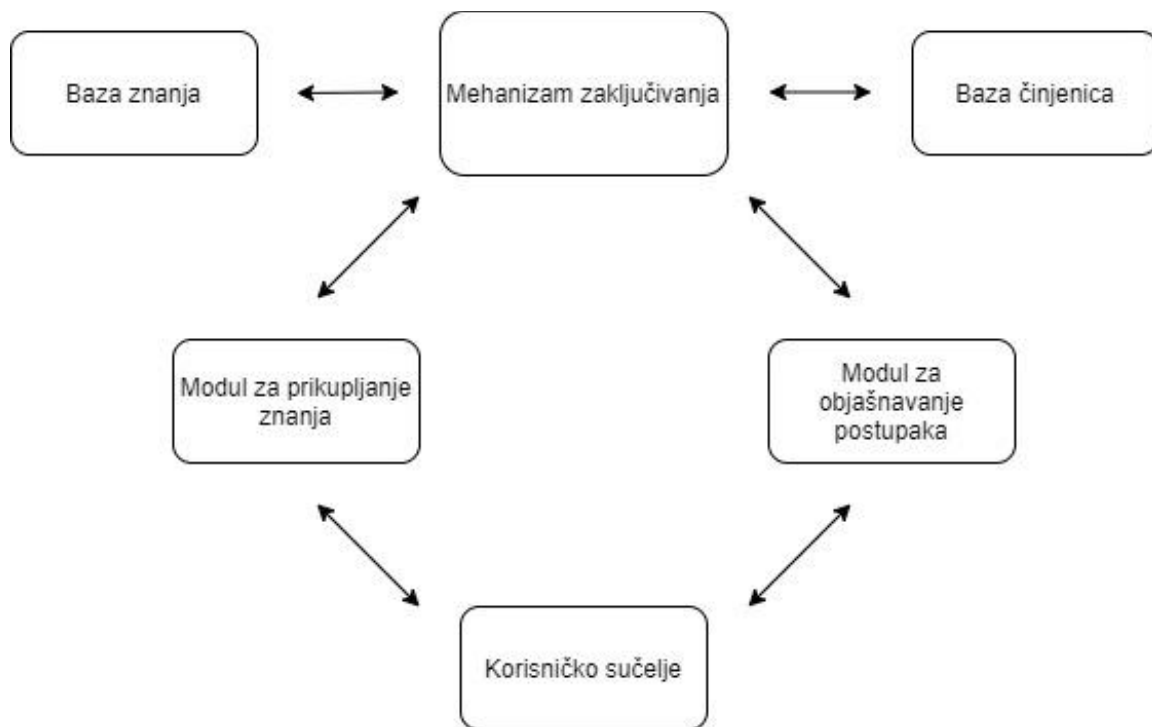 Baza znanja
Mehanizam zaključivanja
Baza činjenica
Modul za prikupljanje
znanja
Modul za
objašnavanje
postupaka
Korisničko sučelje